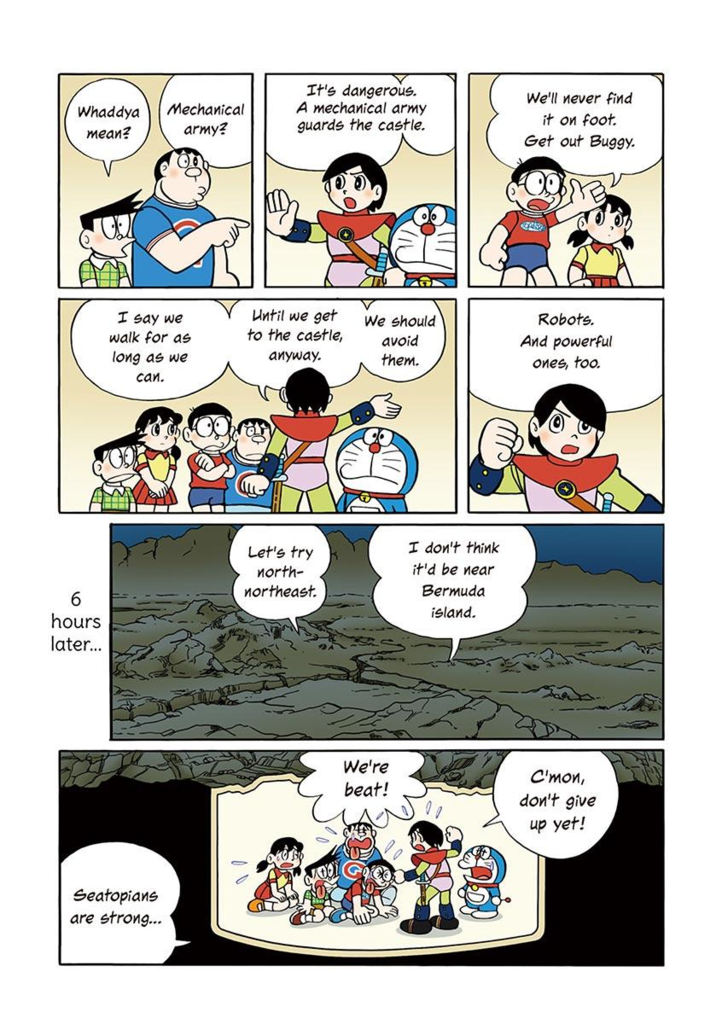 We'll never find
it on foot.
Get out Buggy.
It's dangerous.
A mechanical army
guards the castle.
Mechanical
army?
Whaddya
mean?
Robots.
And powerful
ones, too.
We should
avoid
them.
Until we get
to the castle,
anyway.
I say we
walk for as
long as we
can.
6
hours
later...
I don't think
it'd be near
Bermuda
island.
Let's try
north-
northeast.
C'mon,
don't give
up yet!
We're
beat!
Seatopians
are strong...